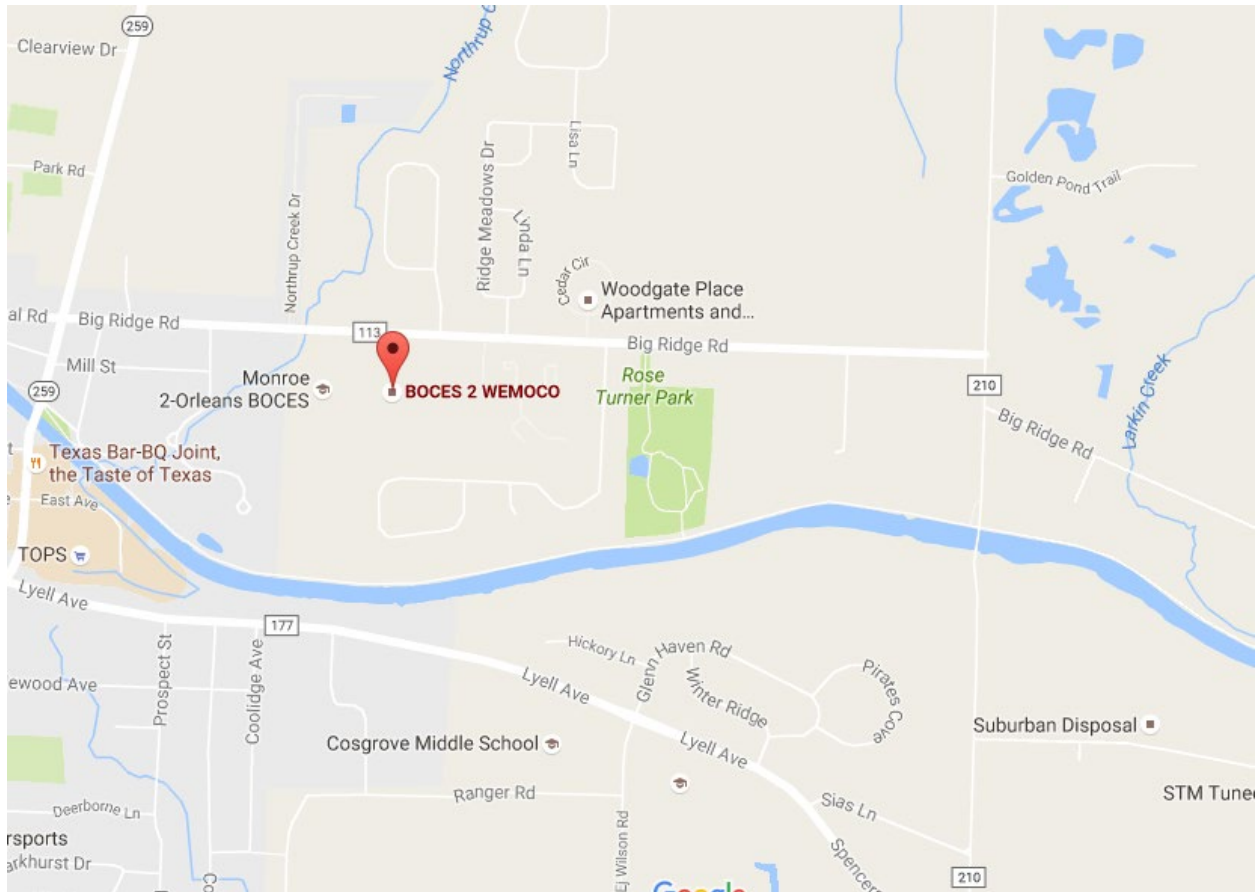 259
Clearview Dr
Northrup C
Park Rd
Northrup Creek Dr
Ridge Meadows Dr
Lisa Ln
Lynda Ln
Golden Pond Trail
Cedar Cir
Woodgate Place
Apartments and...
al Rd
Big Ridge Rd
113
Big Ridge Rd
Mill St
Monroe
2-Orleans BOCES
BOCES 2 WEMOCO
Rose
Turner Park
210
259
Big Ridge Rd
Larkin Creek
Texas Bar-BQ Joint,
the Taste of Texas
East Ave
TOPS
Lyell Ave
177
Prospect St
Coolidge Ave
ewood Ave
Hickory Ln
Glenn Haven Rd
Winter Ridge
Pirates Cove
Lyell Ave
Lyell Ave
Cosgrove Middle School
Suburban Disposal
Ranger Rd
STM Tune
Deerborne Ln
Sias Ln
rsports
arkhurst Dr
Ej Wilson Rd
Spencer
210
Google